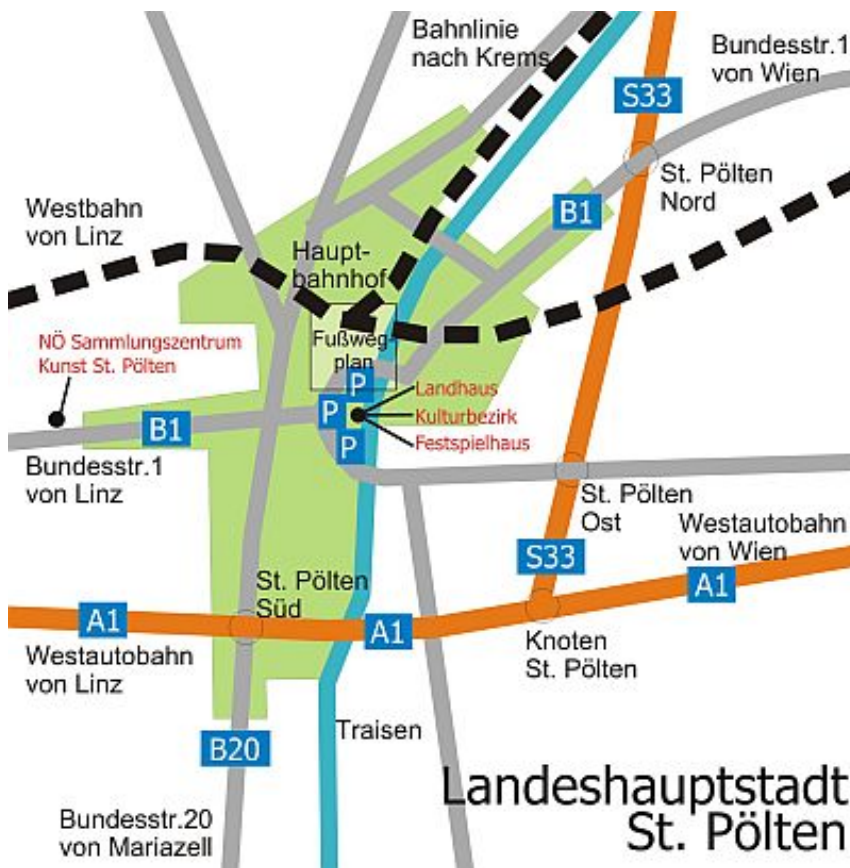 Bahnlinie
nach Krems
Bundesstr.1
von Wien
S33
St. Pölten
Nord
Westbahn
von Linz
B1
Haupt-
bahnhof
Fußweg-
plan
NÖ Sammlungszentrum
Kunst St. Pölten
P
P
P
Landhaus
Kulturbezirk
Festspielhaus
B1
Bundesstr.1
von Linz
St. Pölten
Ost
Westautobahn
von Wien
S33
A1
St. Pölten
Süd
A1
A1
Westautobahn
von Linz
Knoten
St. Pölten
Traisen
B20
Bundesstr.20
von Mariazell
Landeshauptstadt
St. Pölten